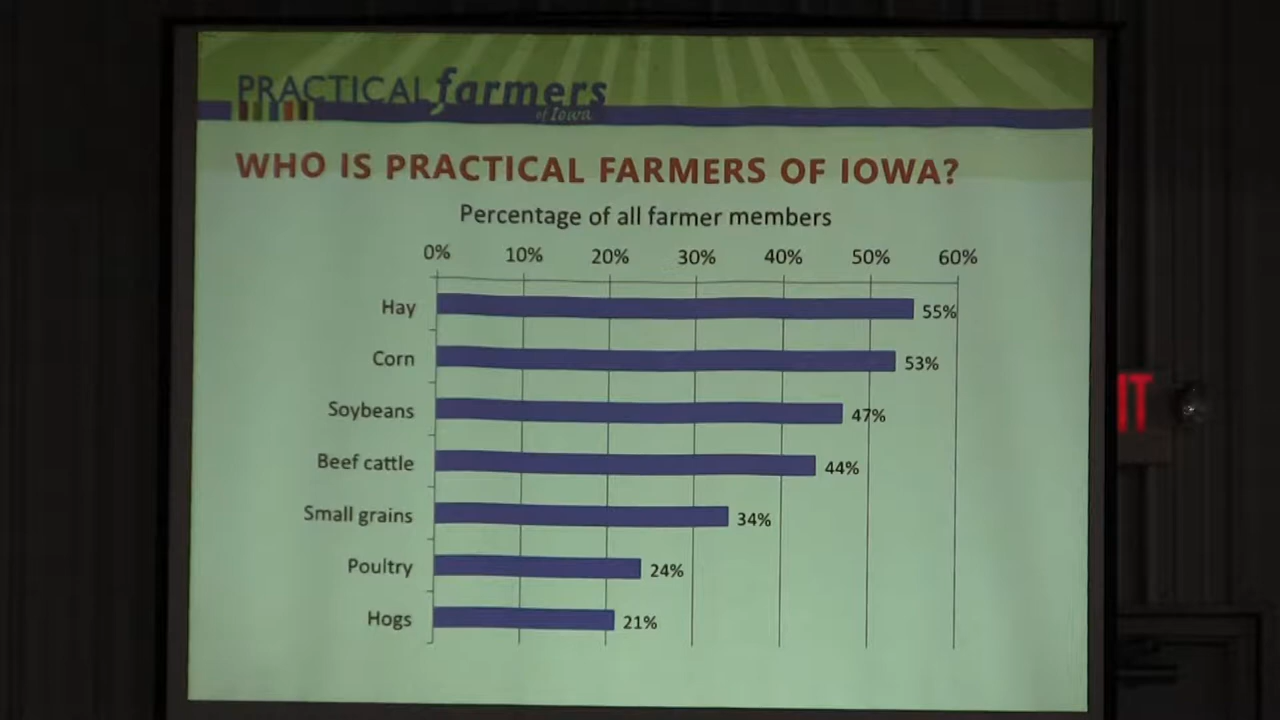 PRACTICAL farmers
of Iowa
WHO IS PRACTICAL FARMERS OF IOWA?
Percentage of all farmer members
0% 10% 20% 30% 40% 50% 60%
Hay 55%
Corn 53%
Soybeans 47%
Beef cattle 44%
Small grains 34%
Poultry 24%
Hogs 21%
IT